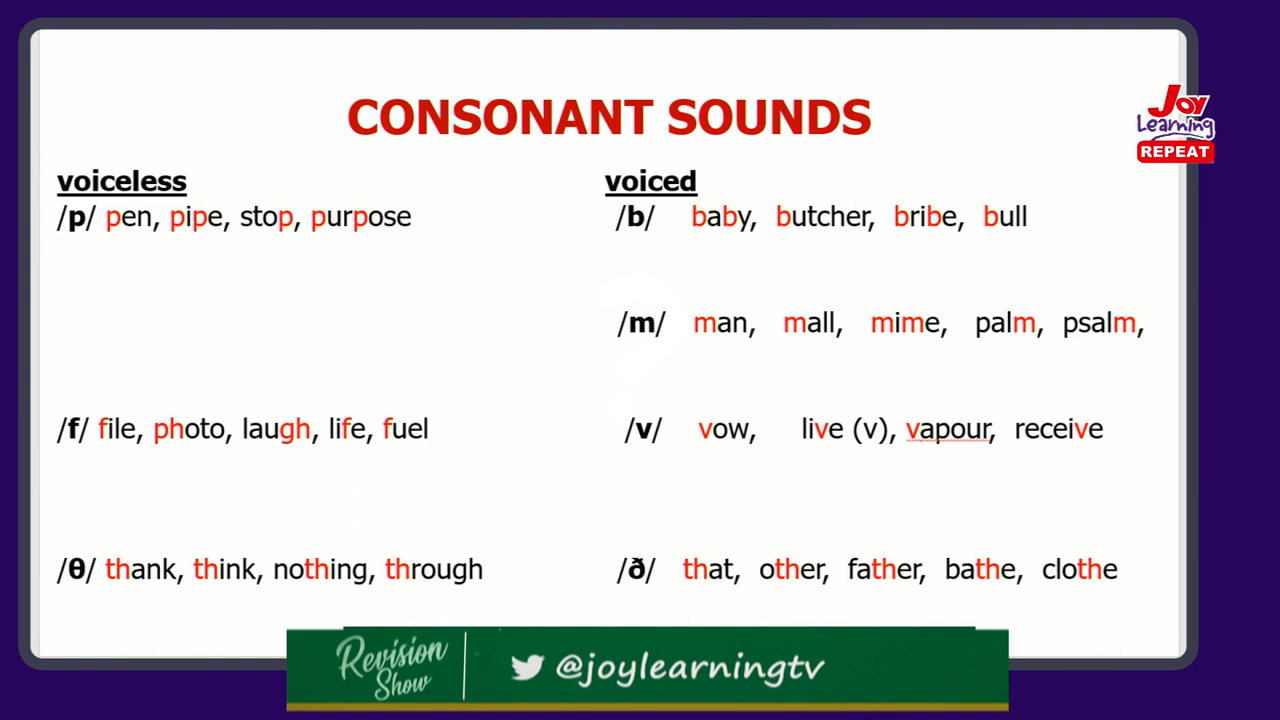 CONSONANT SOUNDS
Joy
Learning
REPEAT
voiceless voiced
/p/ pen, pipe, stop, purpose /b/ baby, butcher, bribe, bull
/m/ man, mall, mime, palm, psalm,
/f/ file, photo, laugh, life, fuel /v/ vow, live (v), vapour, receive
/θ/ thank, think, nothing, through /ð/ that, other, father, bathe, clothe
Revision
Show
@joylearningtv